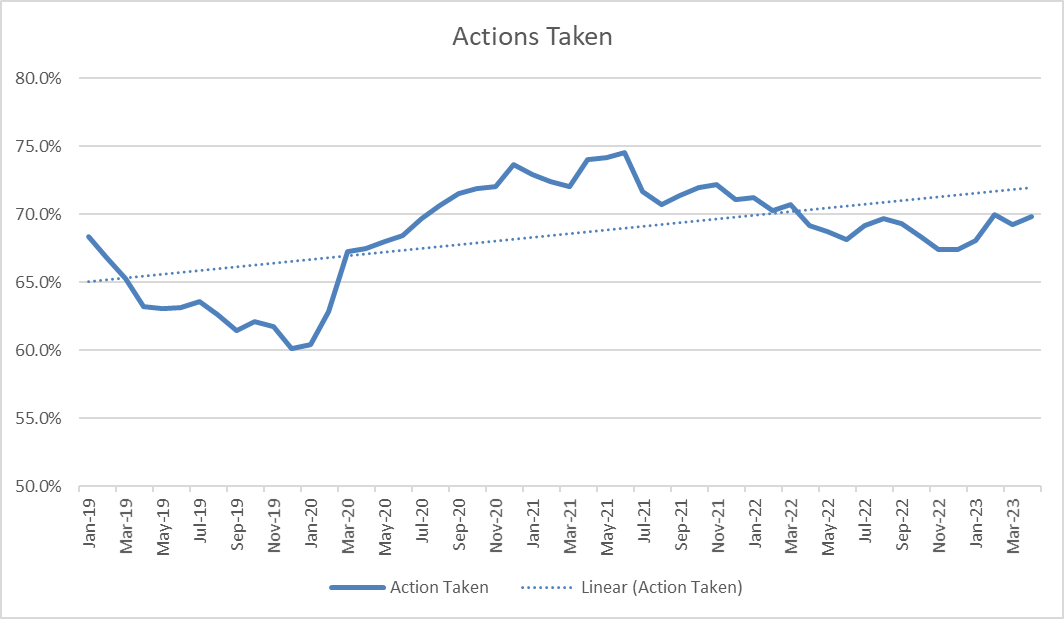 Actions Taken
80.0%
75.0%
70.0%
65.0%
60.0%
55.0%
50.0%
Jan-19
Mar-19
May-19
Jul-19
Sep-19
Nov-19
Jan-20
Mar-20
May-20
Jul-20
Sep-20
Nov-20
Jan-21
Mar-21
May-21
Jul-21
Sep-21
Nov-21
Jan-22
Mar-22
May-22
Jul-22
Sep-22
Nov-22
Jan-23
Mar-23
Action Taken
Linear (Action Taken)